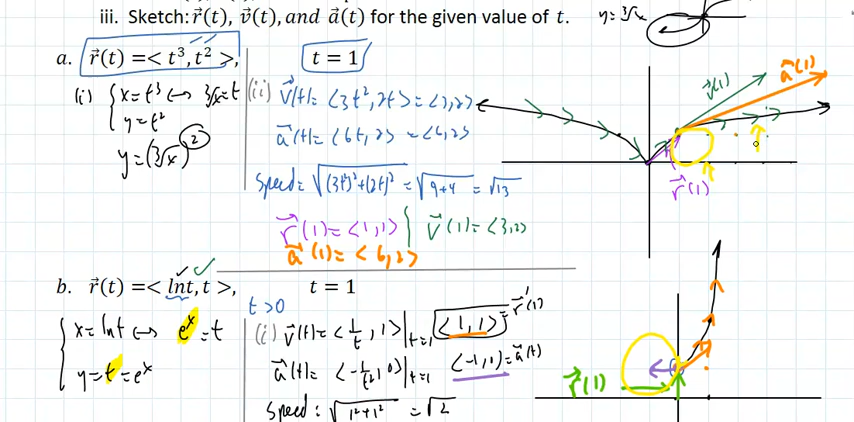 iii. Sketch: r⃗(t), v⃗(t), and a⃗(t) for the given value of t.
y=∛x
a. r⃗(t) =< t³, t² >, t = 1
(i) { x=t³ ↔ ∛x=t
y=t²
y=(∛x)²
(ii) v⃗(t)= <3t², 2t> = <3,2>
a⃗(t)= <6t, 2> = <6,2>
speed= √(3t²)²+(2t)² = √9+4 = √13
r⃗(1)=<1,1> v⃗(1)= <3,2>
a⃗(1)= <6,2>
v⃗(1)
a⃗(1)
r⃗(1)
b. r⃗(t) =< lnt, t >, t = 1
t>0
{ x=lnt ↔ eˣ=t
y=t=eˣ
(i) v⃗(t)= <1/t, 1>|t=1 <1,1>= r⃗'(1)
a⃗(t)= <-1/t², 0>|t=1 <-1,0>=a⃗(t)
speed: √1²+1² = √2
r⃗(1)